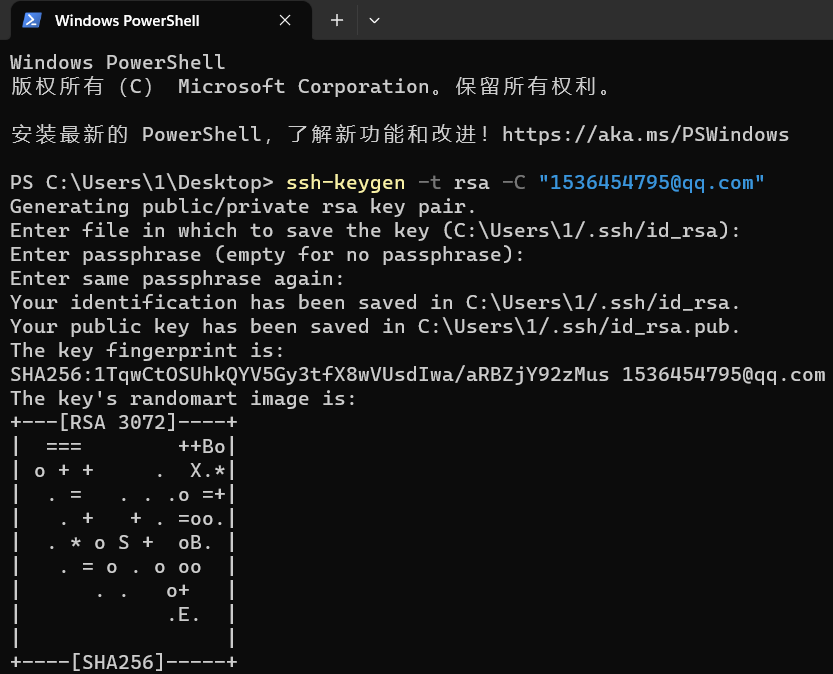 Windows PowerShell
Windows PowerShell
版权所有 (C)  Microsoft Corporation。保留所有权利。
安装最新的 PowerShell，了解新功能和改进！https://aka.ms/PSWindows
PS C:\Users\1\Desktop> ssh-keygen -t rsa -C "1536454795@qq.com"
Generating public/private rsa key pair.
Enter file in which to save the key (C:\Users\1/.ssh/id_rsa):
Enter passphrase (empty for no passphrase):
Enter same passphrase again:
Your identification has been saved in C:\Users\1/.ssh/id_rsa.
Your public key has been saved in C:\Users\1/.ssh/id_rsa.pub.
The key fingerprint is:
SHA256:1TqwCtOSUhkQYV5Gy3tfX8wVUsdIwa/aRBZjY92zMus 1536454795@qq.com
The key's randomart image is:
+---[RSA 3072]----+
|  ===        ++Bo|
| o + +     .  X.*|
|  . =   . . .o =+|
|   . +   + . =oo.|
|  . * o S +  oB. |
|   . = o . o oo  |
|      . .   o+   |
|            .E.  |
|                 |
+----[SHA256]-----+